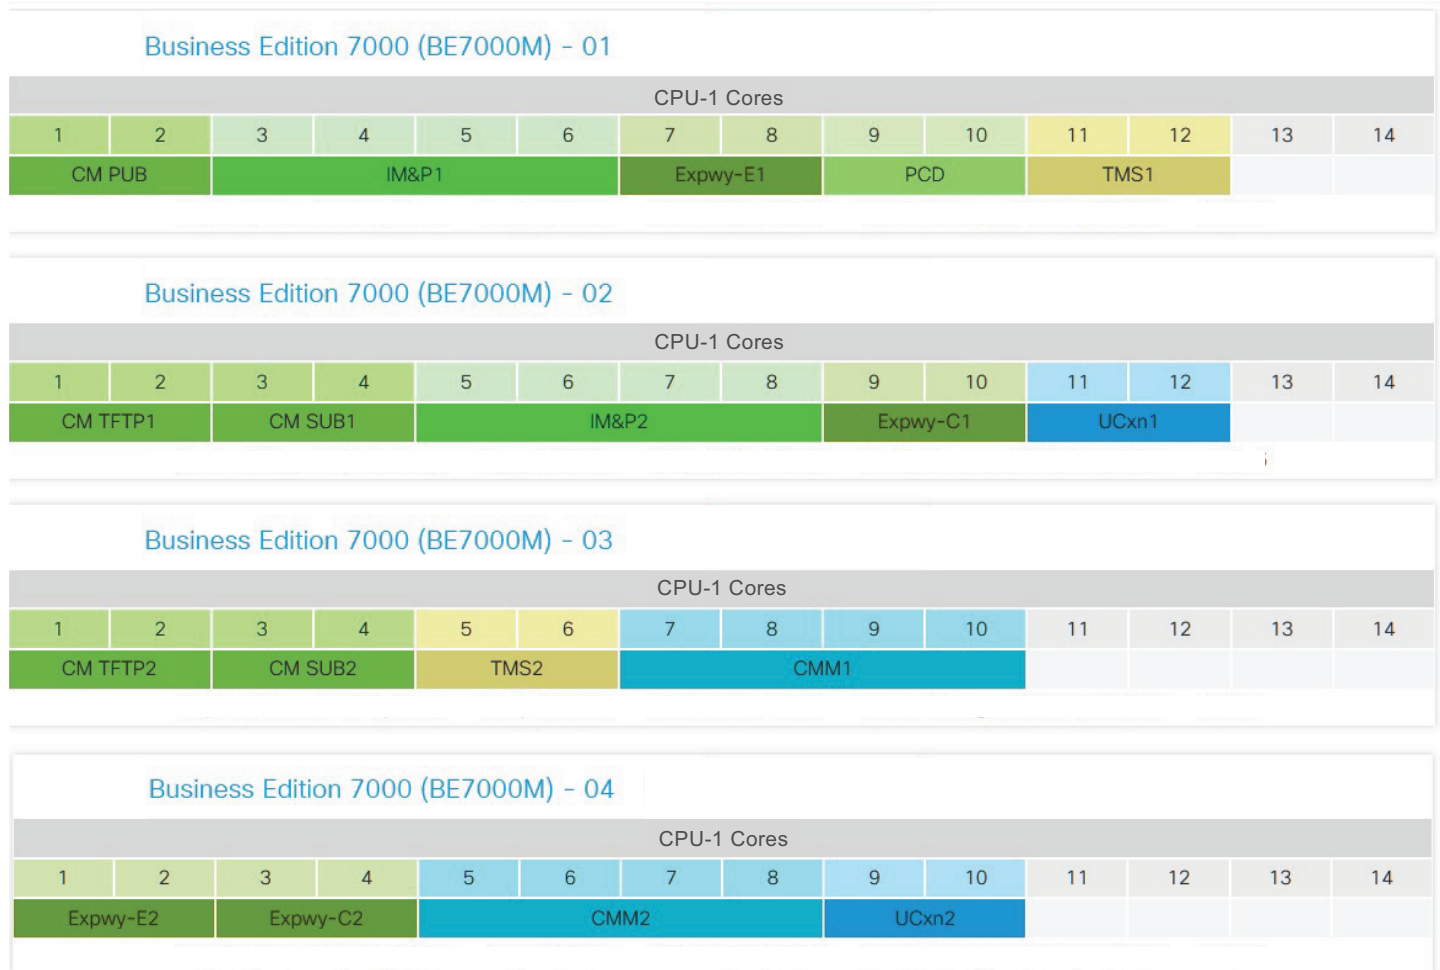 Business Edition 7000 (BE7000M) - 01
CPU-1 Cores
1 2 3 4 5 6 7 8 9 10 11 12 13 14
CM PUB IM&P1 Expwy-E1 PCD TMS1
Business Edition 7000 (BE7000M) - 02
CPU-1 Cores
1 2 3 4 5 6 7 8 9 10 11 12 13 14
CM TFTP1 CM SUB1 IM&P2 Expwy-C1 UCxn1
Business Edition 7000 (BE7000M) - 03
CPU-1 Cores
1 2 3 4 5 6 7 8 9 10 11 12 13 14
CM TFTP2 CM SUB2 TMS2 CMM1
Business Edition 7000 (BE7000M) - 04
CPU-1 Cores
1 2 3 4 5 6 7 8 9 10 11 12 13 14
Expwy-E2 Expwy-C2 CMM2 UCxn2